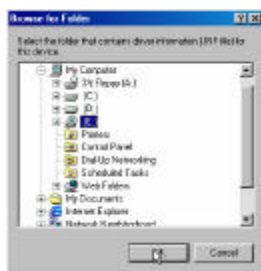 Browse for Folder
Select the folder that contains driver information (.INF file) for
this device.
My Computer
3½ Floppy (A:)
(C:)
(D:)
(E:)
Printers
Control Panel
Dial-Up Networking
Scheduled Tasks
Web Folders
My Documents
Internet Explorer
Network Neighborhood
OK
Cancel